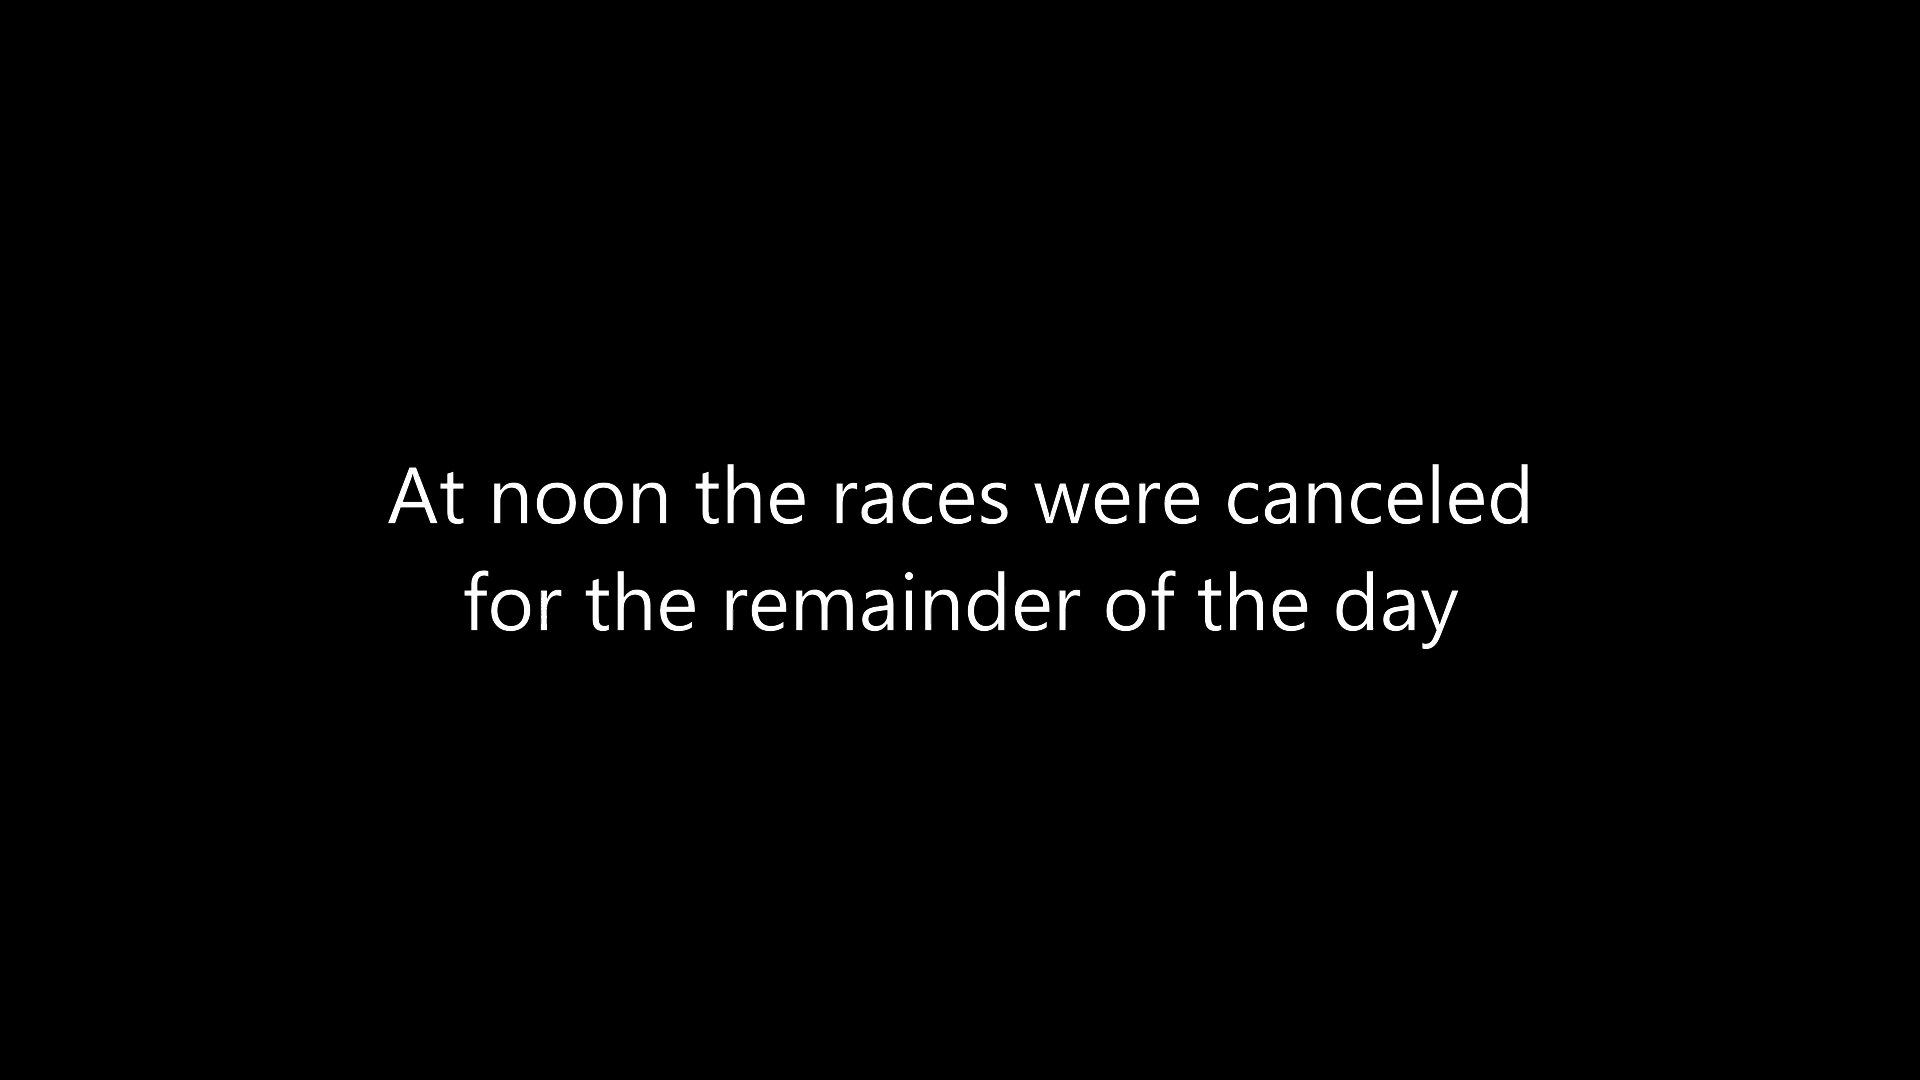 At noon the races were canceled
for the remainder of the day